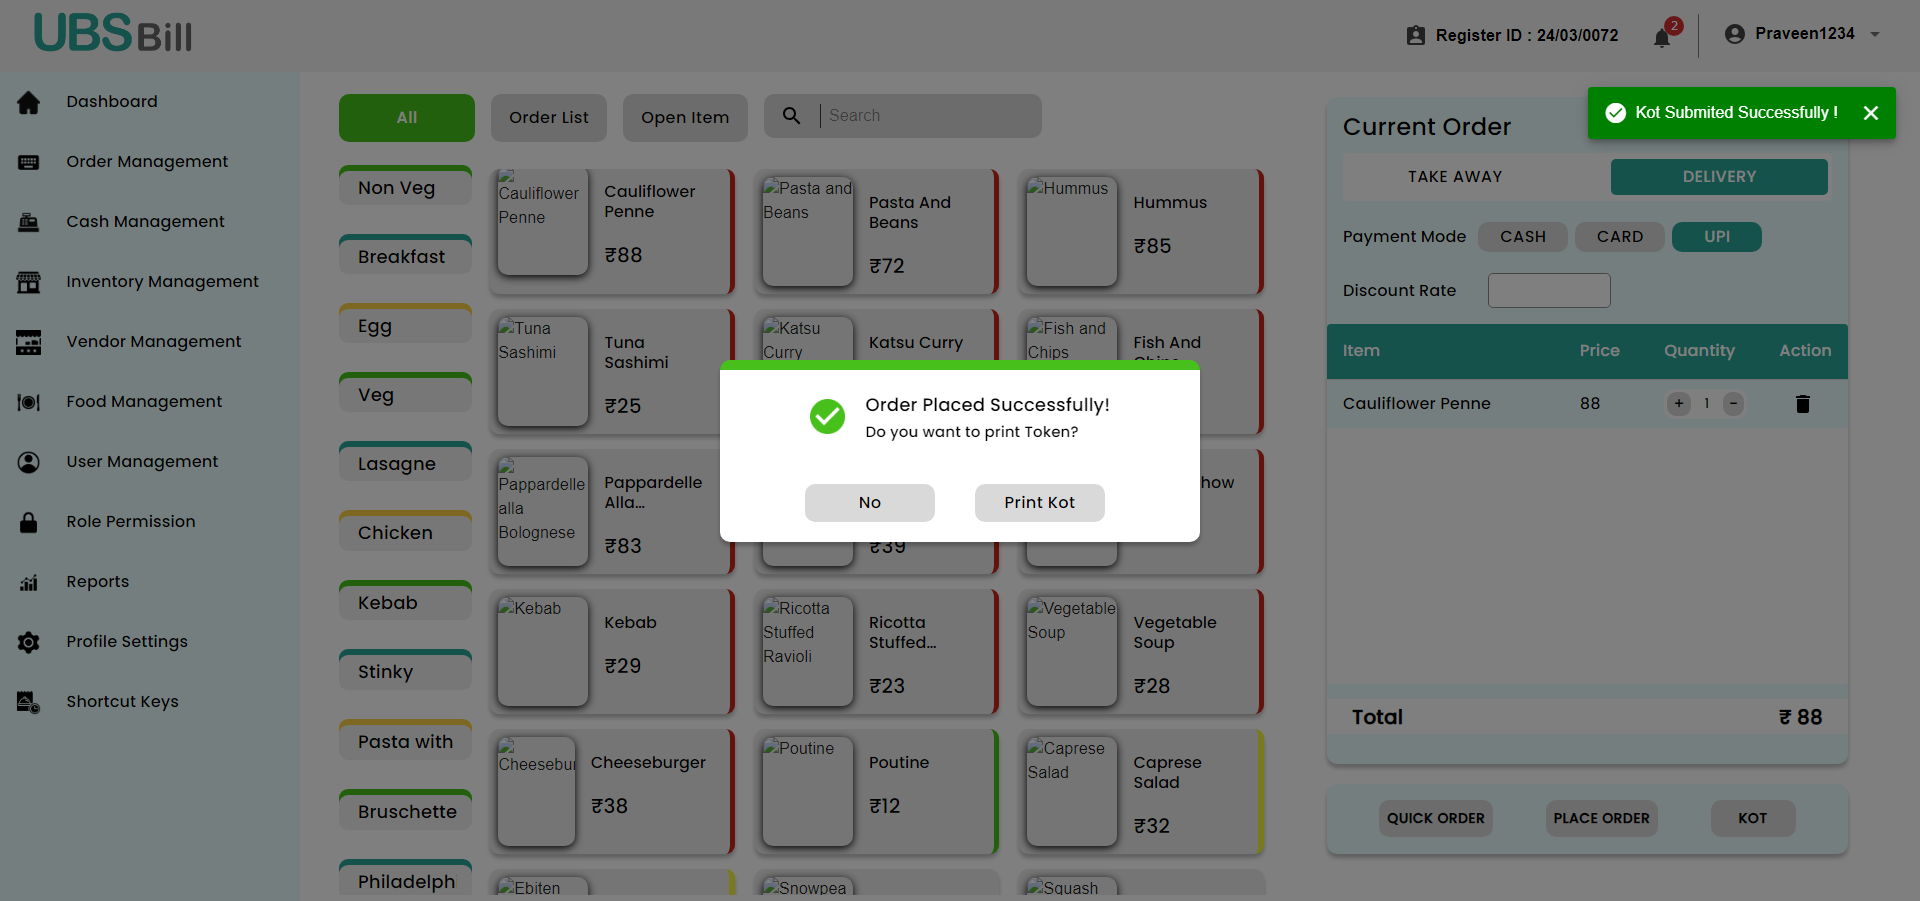 UBS Bill
Register ID : 24/03/0072
2
Praveen1234
Dashboard
Order Management
Cash Management
Inventory Management
Vendor Management
Food Management
User Management
Role Permission
Reports
Profile Settings
Shortcut Keys
All
Order List
Open Item
Search
Non Veg
Breakfast
Egg
Veg
Lasagne
Chicken
Kebab
Stinky
Pasta with
Bruschette
Philadelphi
Cauliflower
Penne
Cauliflower
Penne
₹88
Pasta and
Beans
Pasta And
Beans
₹72
Hummus
Hummus
₹85
Tuna
Sashimi
Tuna
Sashimi
₹25
Katsu
Curry
Katsu Curry
Fish and
Chips
Fish And
Chips
Pappardelle
alla
Bolognese
Pappardelle
Alla...
₹83
₹39
how
Kebab
Kebab
₹29
Ricotta
Stuffed
Ravioli
Ricotta
Stuffed...
₹23
Vegetable
Soup
Vegetable
Soup
₹28
Cheesebu
Cheeseburger
₹38
Poutine
Poutine
₹12
Caprese
Salad
Caprese
Salad
₹32
Ebiten
Snowpea
Squash
Order Placed Successfully!
Do you want to print Token?
No
Print Kot
Kot Submited Successfully !
Current Order
TAKE AWAY
DELIVERY
Payment Mode
CASH
CARD
UPI
Discount Rate
Item Price Quantity Action
Cauliflower Penne 88 + 1 -
Total ₹ 88
QUICK ORDER
PLACE ORDER
KOT